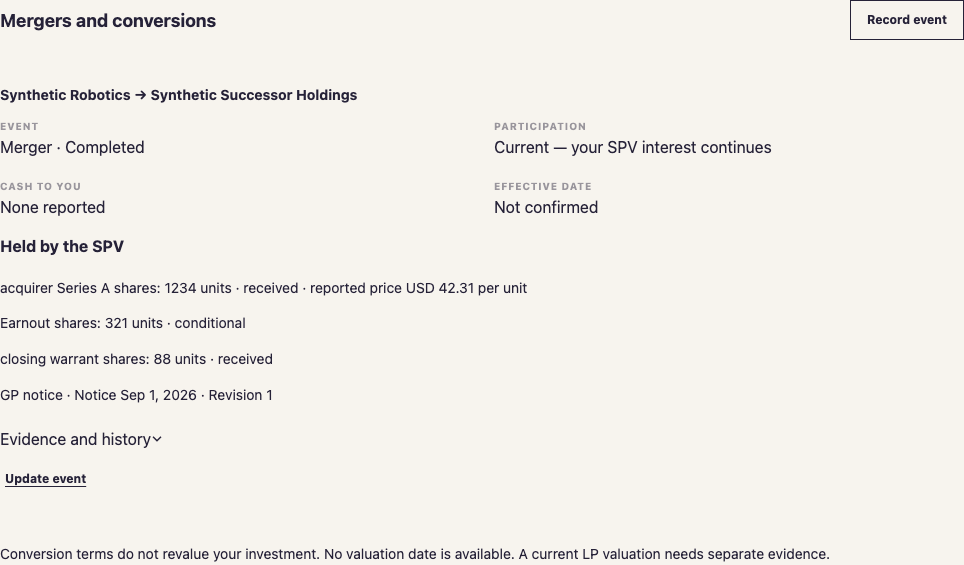 Mergers and conversions
Record event
Synthetic Robotics → Synthetic Successor Holdings
EVENT
Merger · Completed
PARTICIPATION
Current — your SPV interest continues
CASH TO YOU
None reported
EFFECTIVE DATE
Not confirmed
Held by the SPV
acquirer Series A shares: 1234 units · received · reported price USD 42.31 per unit
Earnout shares: 321 units · conditional
closing warrant shares: 88 units · received
GP notice · Notice Sep 1, 2026 · Revision 1
Evidence and history
Update event
Conversion terms do not revalue your investment. No valuation date is available. A current LP valuation needs separate evidence.